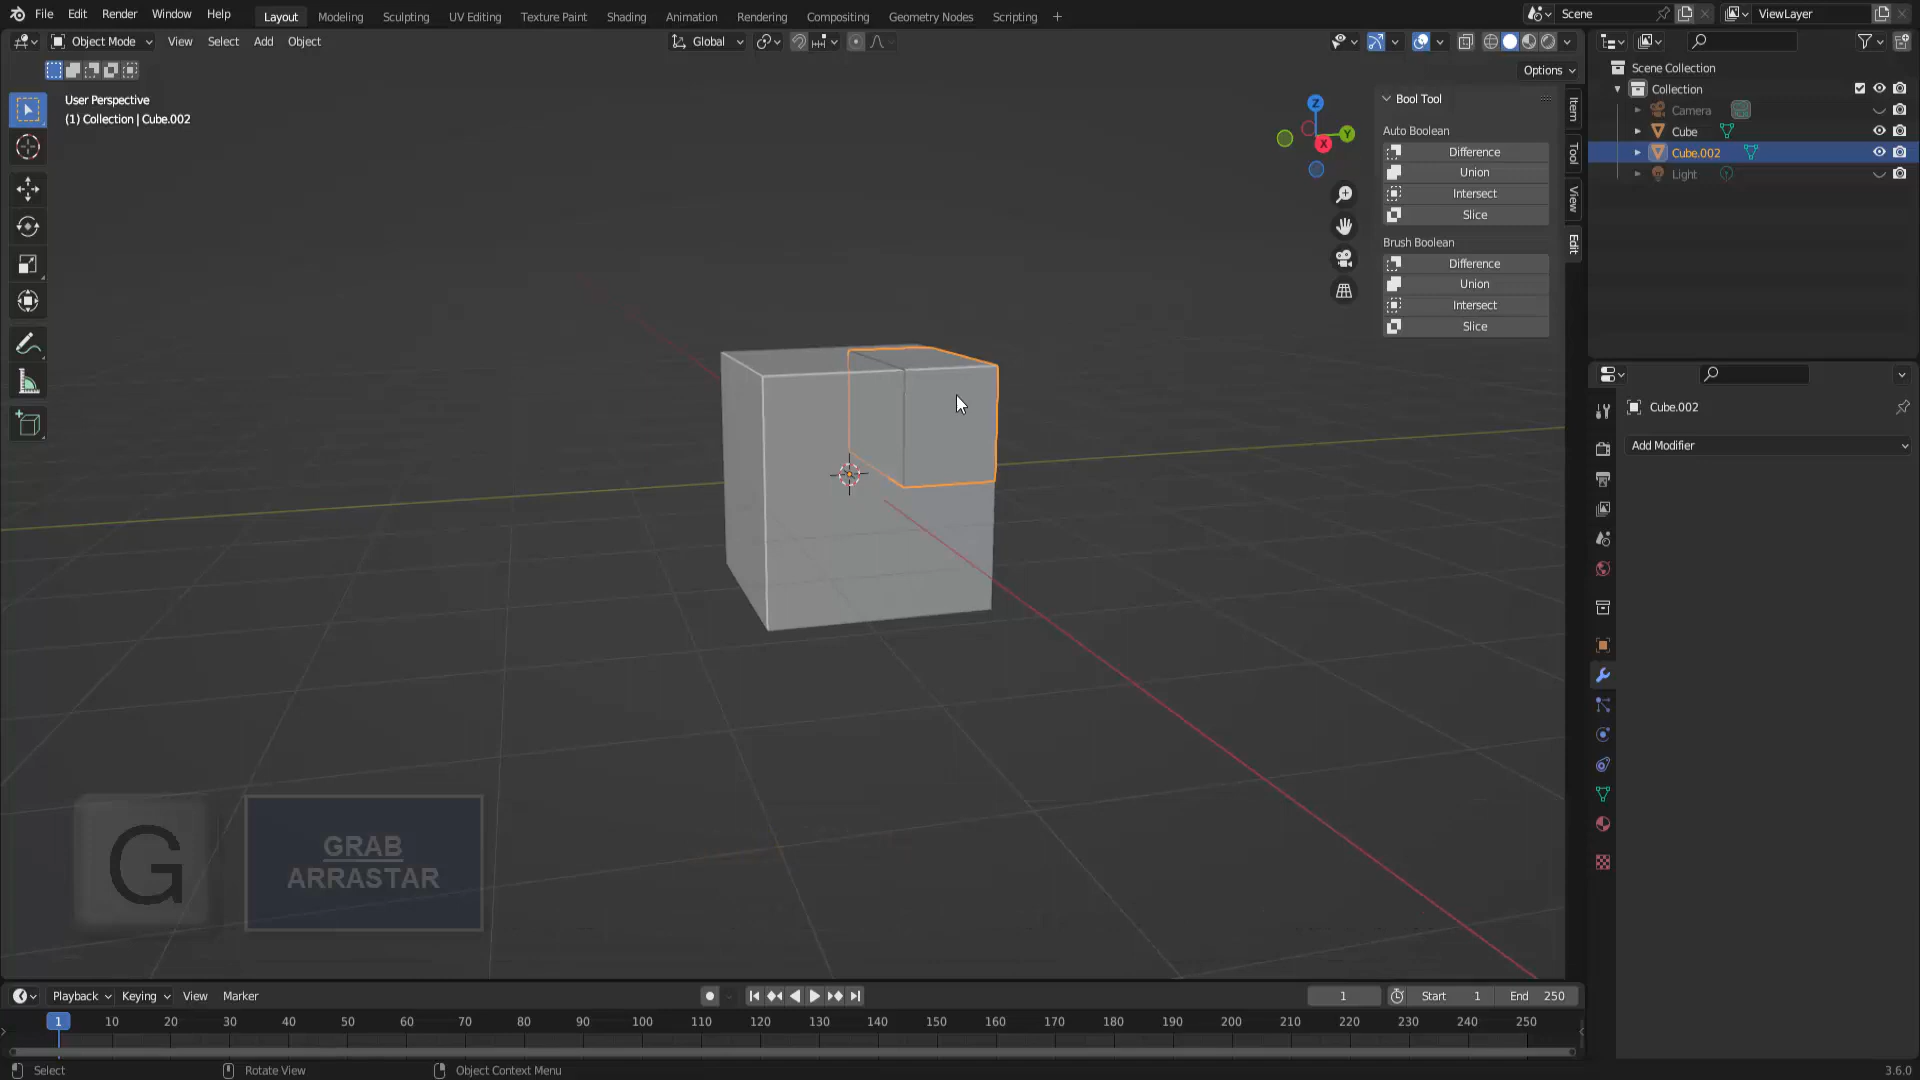 File Edit Render Window Help Layout Modeling Sculpting UV Editing Texture Paint Shading Animation Rendering Compositing Geometry Nodes Scripting + Scene ViewLayer
Object Mode View Select Add Object Global
Options
User Perspective
(1) Collection | Cube.002
Z
Y
X
Bool Tool
Auto Boolean
Difference
Union
Intersect
Slice
Brush Boolean
Difference
Union
Intersect
Slice
Item
Tool
View
Edit
Scene Collection
Collection
Camera
Cube
Cube.002
Light
Cube.002
Add Modifier
G
GRAB
ARRASTAR
Playback Keying View Marker 1 Start 1 End 250
1 10 20 30 40 50 60 70 80 90 100 110 120 130 140 150 160 170 180 190 200 210 220 230 240 250
Select Rotate View Object Context Menu 3.6.0